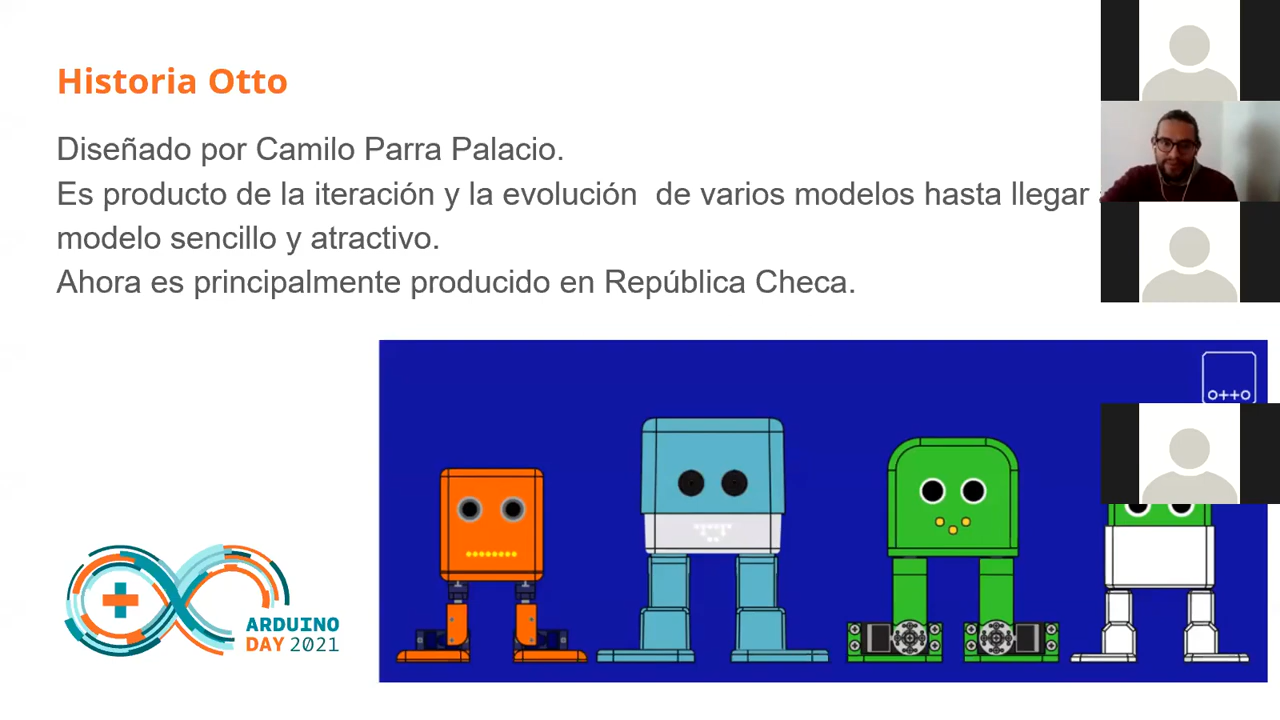 Historia Otto
Diseñado por Camilo Parra Palacio.
Es producto de la iteración y la evolución  de varios modelos hasta llegar
modelo sencillo y atractivo.
Ahora es principalmente producido en República Checa.
O++O
ARDUINO
DAY 2021